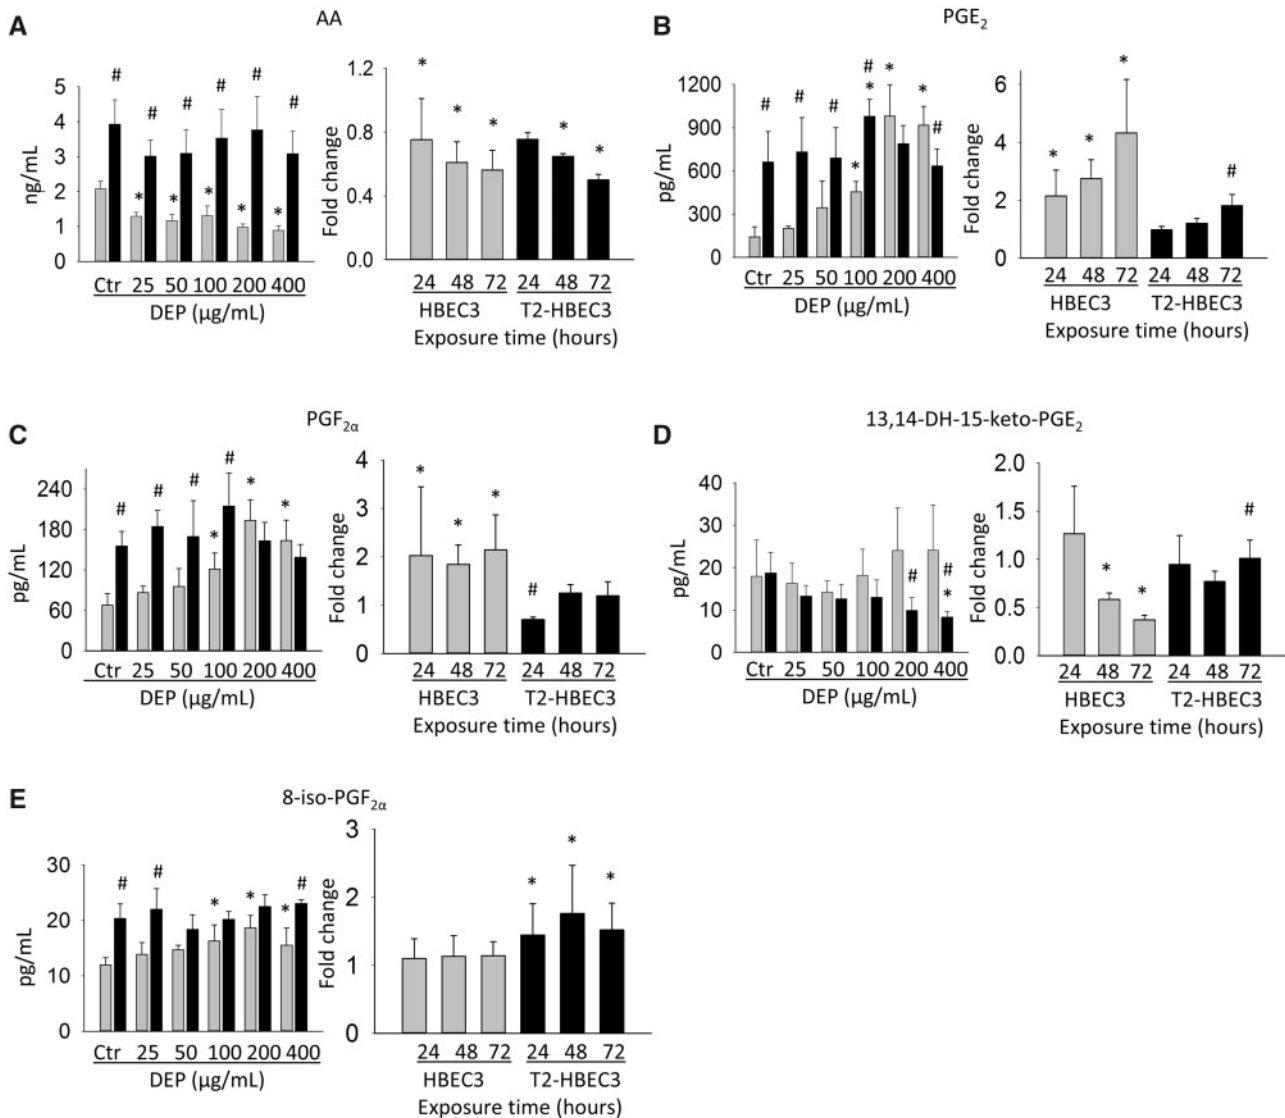 A
AA
# # # # # #
* * * * *
5
4
3
2
1
0
ng/mL
Ctr 25 50 100 200 400
DEP (µg/mL)
* * * * *
1.2
0.8
0.4
0.0
Fold change
24 48 72 24 48 72
HBEC3 T2-HBEC3
Exposure time (hours)
B
PGE2
# # # # * * * * #
1200
900
600
300
0
pg/mL
Ctr 25 50 100 200 400
DEP (µg/mL)
* * * #
6
4
2
0
Fold change
24 48 72 24 48 72
HBEC3 T2-HBEC3
Exposure time (hours)
C
PGF2α
# # # * # * *
240
180
120
60
0
pg/mL
Ctr 25 50 100 200 400
DEP (µg/mL)
* * * #
4
3
2
1
0
Fold change
24 48 72 24 48 72
HBEC3 T2-HBEC3
Exposure time (hours)
D
13,14-DH-15-keto-PGE2
# # *
40
30
20
10
0
pg/mL
Ctr 25 50 100 200 400
DEP (µg/mL)
* * #
2.0
1.5
1.0
0.5
0.0
Fold change
24 48 72 24 48 72
HBEC3 T2-HBEC3
Exposure time (hours)
E
8-iso-PGF2α
# # * * * #
30
20
10
0
pg/mL
Ctr 25 50 100 200 400
DEP (µg/mL)
* * *
3
2
1
0
Fold change
24 48 72 24 48 72
HBEC3 T2-HBEC3
Exposure time (hours)